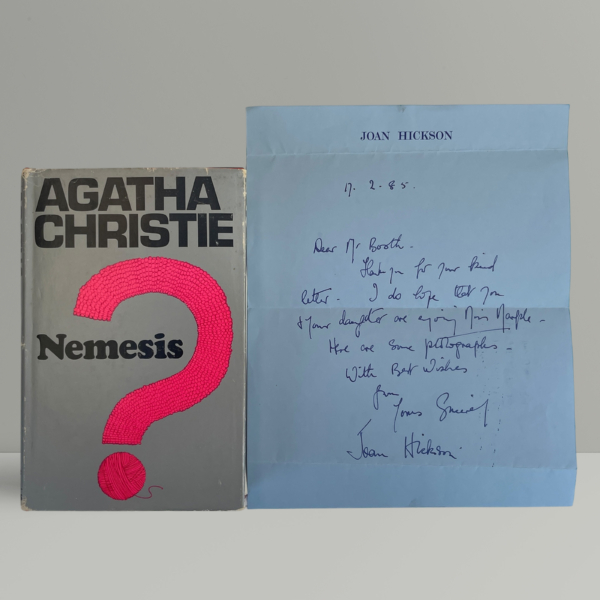 AGATHA
CHRISTIE
Nemesis
JOAN HICKSON
17. 2. 85.
Dear Mr Booth.
Thank you for your kind
letter. I do hope that you
& your daughter are enjoying Miss Marple –
Here are some photographs –
With Best Wishes
from
Yours Sincerely
Joan Hickson.